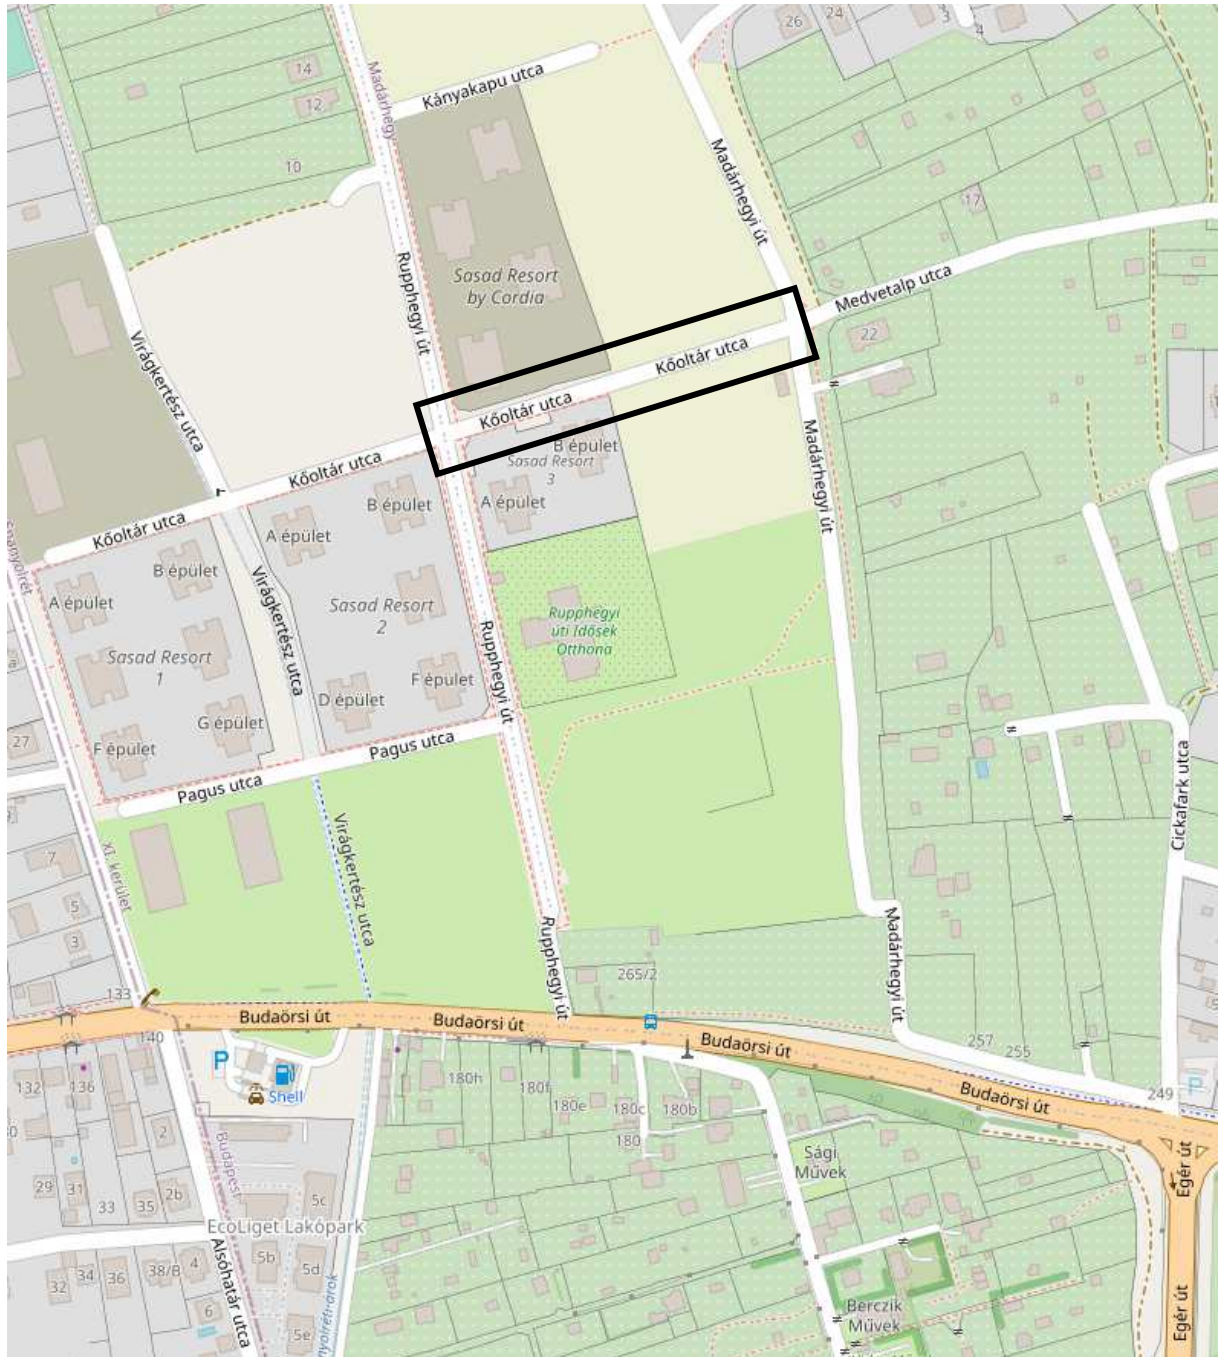 26
24
3
4
14
12
10
Madárhegy
Kányakapu utca
Madárhegyi út
17
Sasad Resort
by Cordia
Rupphegyi út
Medvetalp utca
22
Virágkertész utca
Kőoltár utca
Kőoltár utca
B épület
Sasad Resort
3
A épület
Madárhegyi út
Kőoltár utca
Kőoltár utca
B épület
A épület
Spanyolrét
B épület
A épület
Virágkertész utca
Sasad Resort
2
Rupphegyi
úti Idősek
Otthona
Sasad Resort
1
Rupphegyi út
F épület
D épület
G épület
F épület
27
Pagus utca
Pagus utca
Cickafark utca
Virágkertész utca
XI. kerület
7
5
3
Rupphegyi út
Madárhegyi út
265/2
133
140
Budaörsi út
Budaörsi út
Budaörsi út
Budaörsi út
257
255
249
P
Shell
132
136
180h
180f
180e
180c
180b
180
2
Budapest
Sági
Művek
Egér út
29
31
33
35
2b
5c
EcoLiget Lakópark
5b
5d
Alsóhatár utca
32
34
36
38/B
4
6
5e
Berczik
Művek
Egér út